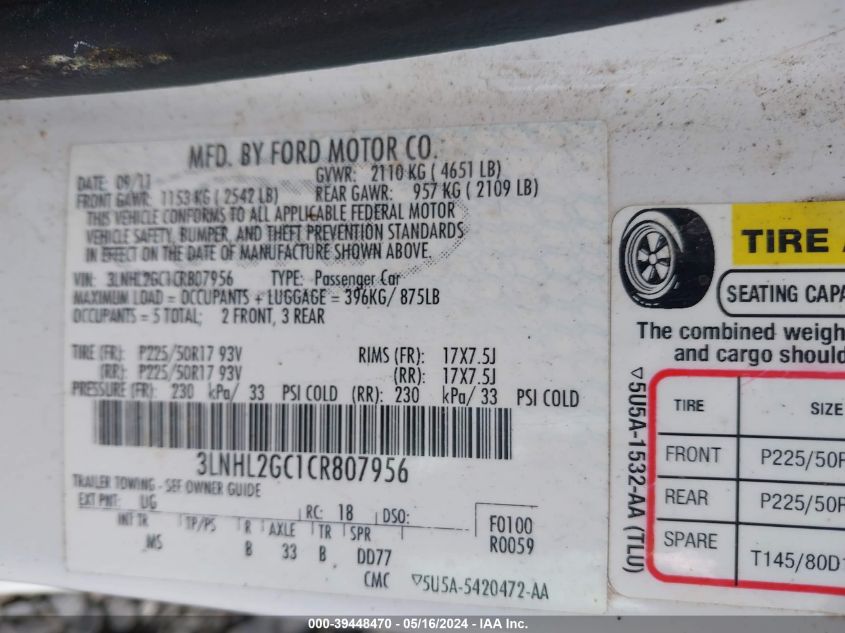 MFD. BY FORD MOTOR CO.
DATE: 09/11 GVWR: 2110 KG ( 4651 LB)
FRONT GAWR: 1153 KG ( 2542 LB) REAR GAWR: 957 KG ( 2109 LB)
THIS VEHICLE CONFORMS TO ALL APPLICABLE FEDERAL MOTOR
VEHICLE SAFETY, BUMPER, AND THEFT PREVENTION STANDARDS
IN EFFECT ON THE DATE OF MANUFACTURE SHOWN ABOVE.
VIN: 3LNHL2GC1CR807956 TYPE: Passenger Car
MAXIMUM LOAD = OCCUPANTS + LUGGAGE = 396KG/ 875LB
OCCUPANTS = 5 TOTAL; 2 FRONT, 3 REAR
TIRE (FR): P225/50R17 93V RIMS (FR): 17X7.5J
(RR): P225/50R17 93V (RR): 17X7.5J
PRESSURE (FR): 230 kPa/ 33 PSI COLD (RR): 230 kPa/ 33 PSI COLD
3LNHL2GC1CR807956
TRAILER TOWING - SEE OWNER GUIDE
EXT PNT: UG RC: 18 DSO:
INT TR TP/PS R AXLE TR SPR F0100
MS B 33 B DD77 R0059
CMC ▽5U5A-5420472-AA
TIRE A
SEATING CAPA
The combined weigh
and cargo should
▽5U5A-1532-AA (TLU)
TIRE SIZE
FRONT P225/50R
REAR P225/50R
SPARE T145/80D1
000-39448470 - 05/16/2024 - IAA Inc.